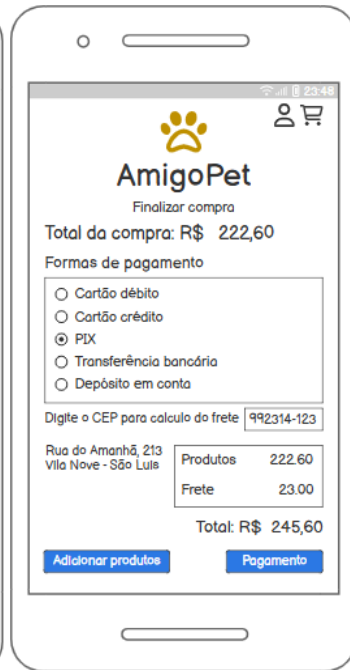 23:48
AmigoPet
Finalizar compra
Total da compra: R$ 222,60
Formas de pagamento
Cartão débito
Cartão crédito
PIX
Transferência bancária
Depósito em conta
Digite o CEP para calculo do frete 992314-123
Rua do Amanhã, 213
Vila Nove - São Luis
Produtos 222.60
Frete 23.00
Total: R$ 245,60
Adicionar produtos Pagamento